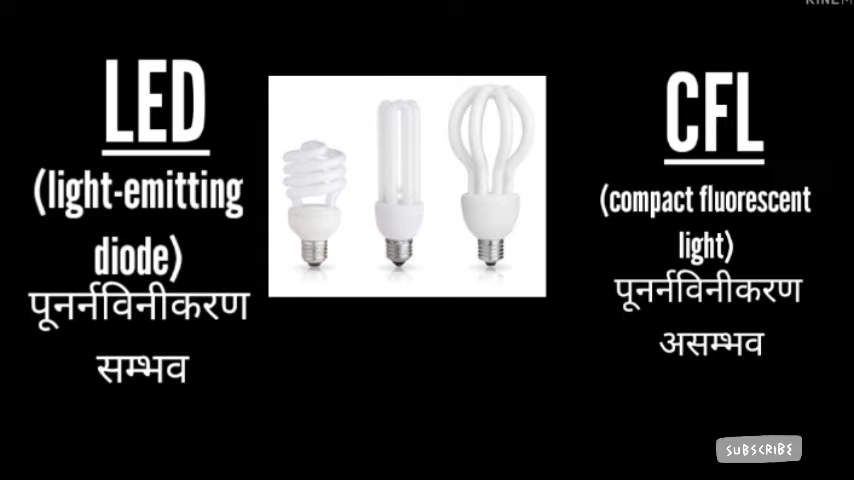 LED
(light-emitting
diode)
पूनर्नविनीकरण
सम्भव
CFL
(compact fluorescent
light)
पूनर्नविनीकरण
असम्भव
SUBSCRIBE